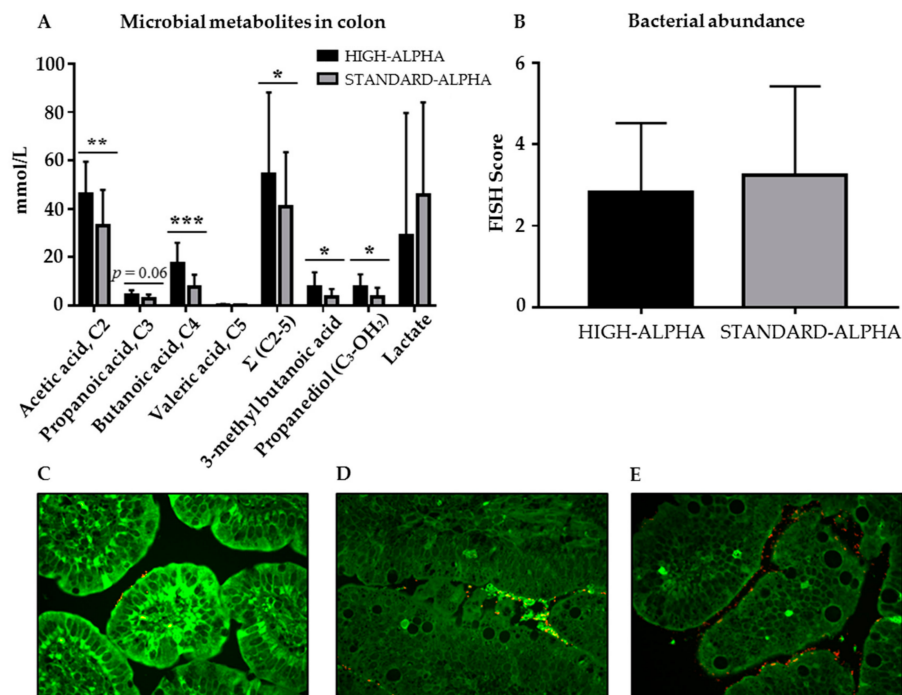 A
Microbial metabolites in colon
HIGH-ALPHA
STANDARD-ALPHA
mmol/L
100
80
60
40
20
0
**
p = 0.06
***
*
*
*
Acetic acid, C2
Propanoic acid, C3
Butanoic acid, C4
Valeric acid, C5
Σ (C2-5)
3-methyl butanoic acid
Propanediol (C₃-OH₂)
Lactate
B
Bacterial abundance
FISH Score
6
4
2
0
HIGH-ALPHA
STANDARD-ALPHA
C
D
E